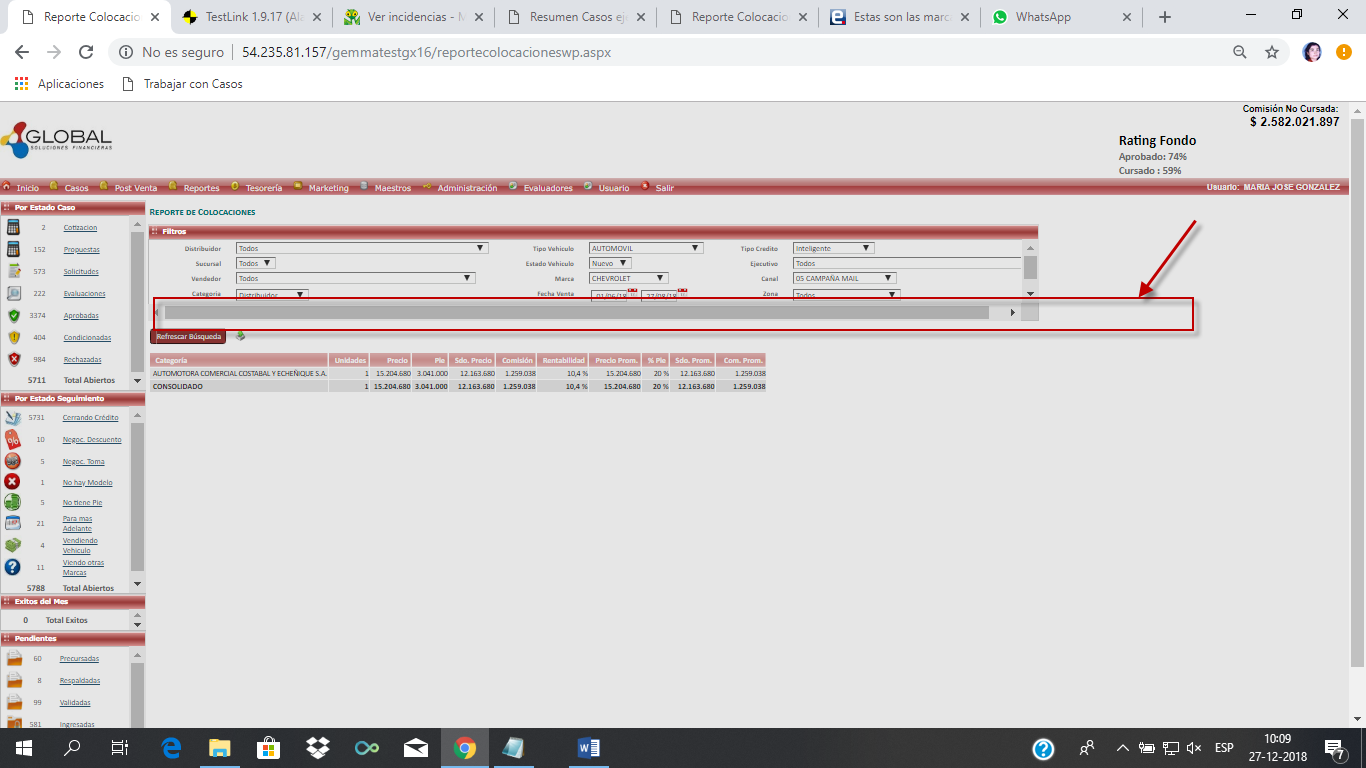 Reporte Colocacio
TestLink 1.9.17 (Ala
Ver incidencias - M
Resumen Casos ej
Reporte Colocacio
Estas son las marc
WhatsApp
No es seguro
54.235.81.157/gemmatestgx16/reportecolocacioneswp.aspx
Aplicaciones
Trabajar con Casos
GLOBAL
SOLUCIONES FINANCIERAS
Comisión No Cursada:
$ 2.582.021.897
Rating Fondo
Aprobado: 74%
Cursado : 59%
Inicio Casos Post Venta Reportes Tesorería Marketing Maestros Administración Evaluadores Usuario Salir
Usuario: MARIA JOSE GONZALEZ
Por Estado Caso
2 Cotizacion
152 Propuestas
573 Solicitudes
222 Evaluaciones
3374 Aprobadas
404 Condicionadas
984 Rechazadas
5711 Total Abiertos
Por Estado Seguimiento
5731 Cerrando Crédito
10 Negoc. Descuento
5 Negoc. Toma
1 No hay Modelo
5 No tiene Pie
21 Para mas Adelante
4 Vendiendo Vehiculo
11 Viendo otras Marcas
5788 Total Abiertos
Exitos del Mes
0 Total Exitos
Pendientes
60 Precursadas
8 Respaldadas
99 Validadas
581 Ingresadas
REPORTE DE COLOCACIONES
Filtros
Distribuidor Todos Tipo Vehiculo AUTOMOVIL Tipo Credito Inteligente
Sucursal Todos Estado Vehiculo Nuevo Ejecutivo Todos
Vendedor Todos Marca CHEVROLET Canal 05 CAMPAÑA MAIL
Categoria Distribuidor Fecha Venta 01/06/18 27/08/18 Zona Todos
Refrescar Búsqueda
Categoría Unidades Precio Pie Sdo. Precio Comisión Rentabilidad Precio Prom. % Pie Sdo. Prom. Com. Prom.
AUTOMOTORA COMERCIAL COSTABAL Y ECHEÑIQUE S.A. 1 15.204.680 3.041.000 12.163.680 1.259.038 10,4 % 15.204.680 20 % 12.163.680 1.259.038
CONSOLIDADO 1 15.204.680 3.041.000 12.163.680 1.259.038 10,4 % 15.204.680 20 % 12.163.680 1.259.038
ESP
10:09
27-12-2018
7